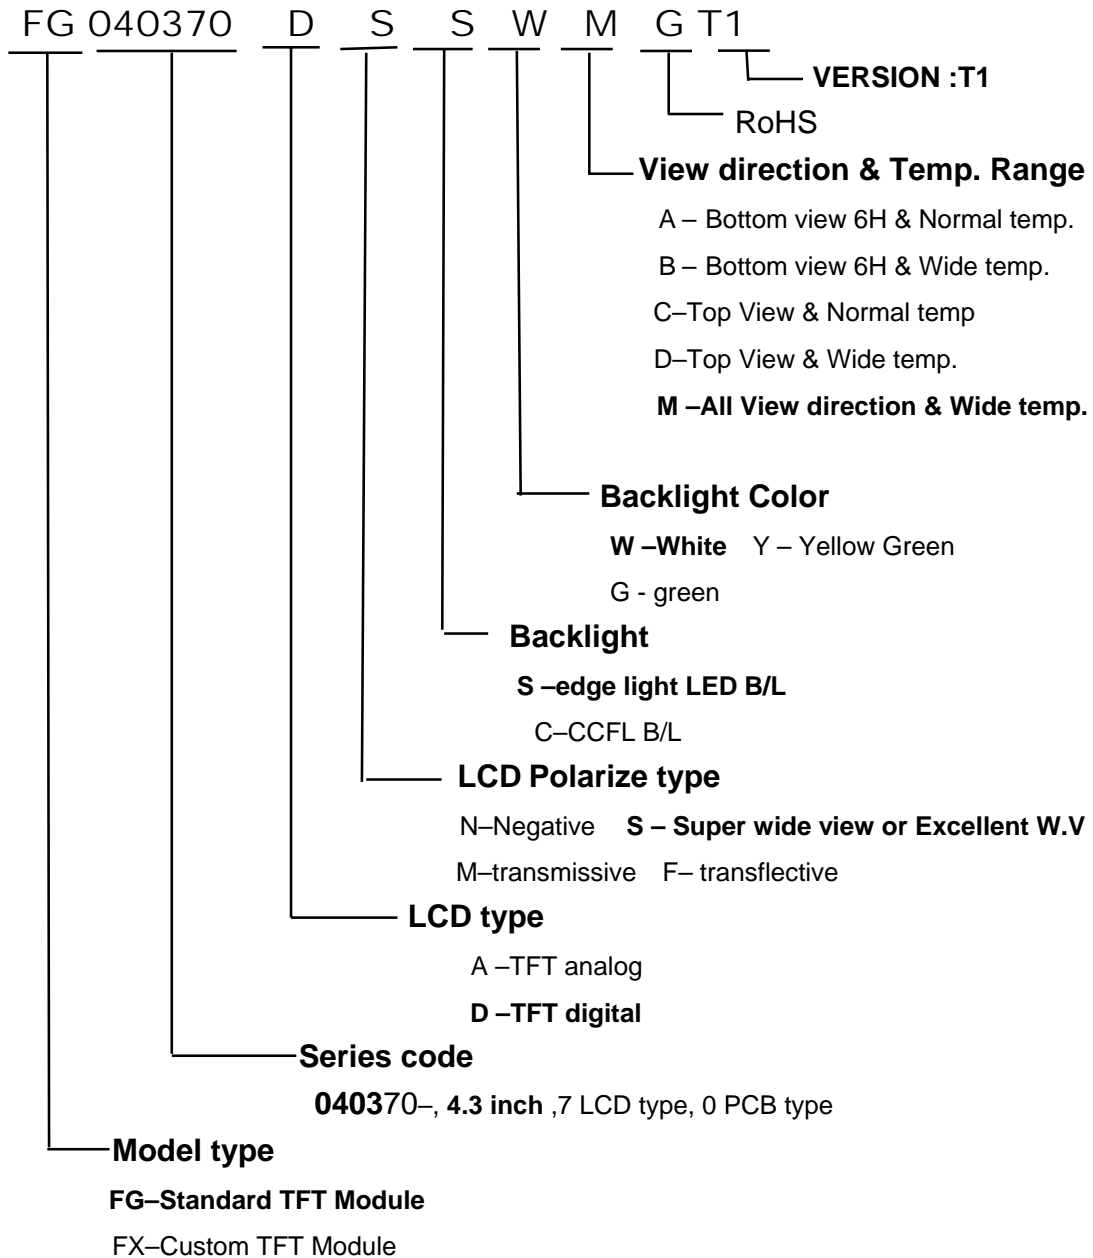 FG 040370 D S S W M G T1
VERSION :T1
RoHS
View direction & Temp. Range
A – Bottom view 6H & Normal temp.
B – Bottom view 6H & Wide temp.
C–Top View & Normal temp
D–Top View & Wide temp.
M –All View direction & Wide temp.
Backlight Color
W –White Y – Yellow Green
G - green
Backlight
S –edge light LED B/L
C–CCFL B/L
LCD Polarize type
N–Negative S – Super wide view or Excellent W.V
M–transmissive F– transflective
LCD type
A –TFT analog
D –TFT digital
Series code
040370–, 4.3 inch ,7 LCD type, 0 PCB type
Model type
FG–Standard TFT Module
FX–Custom TFT Module